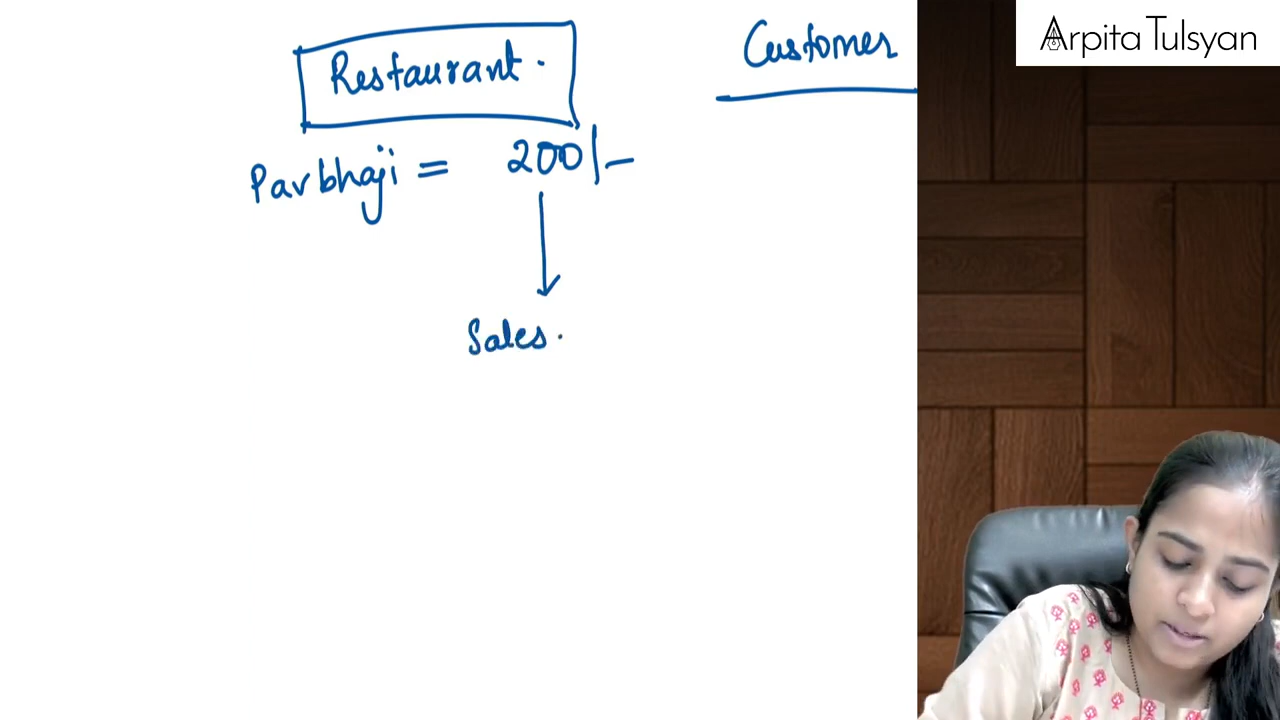 Restaurant.
Customer
Arpita Tulsyan
Pavbhaji = 200/-
Sales.